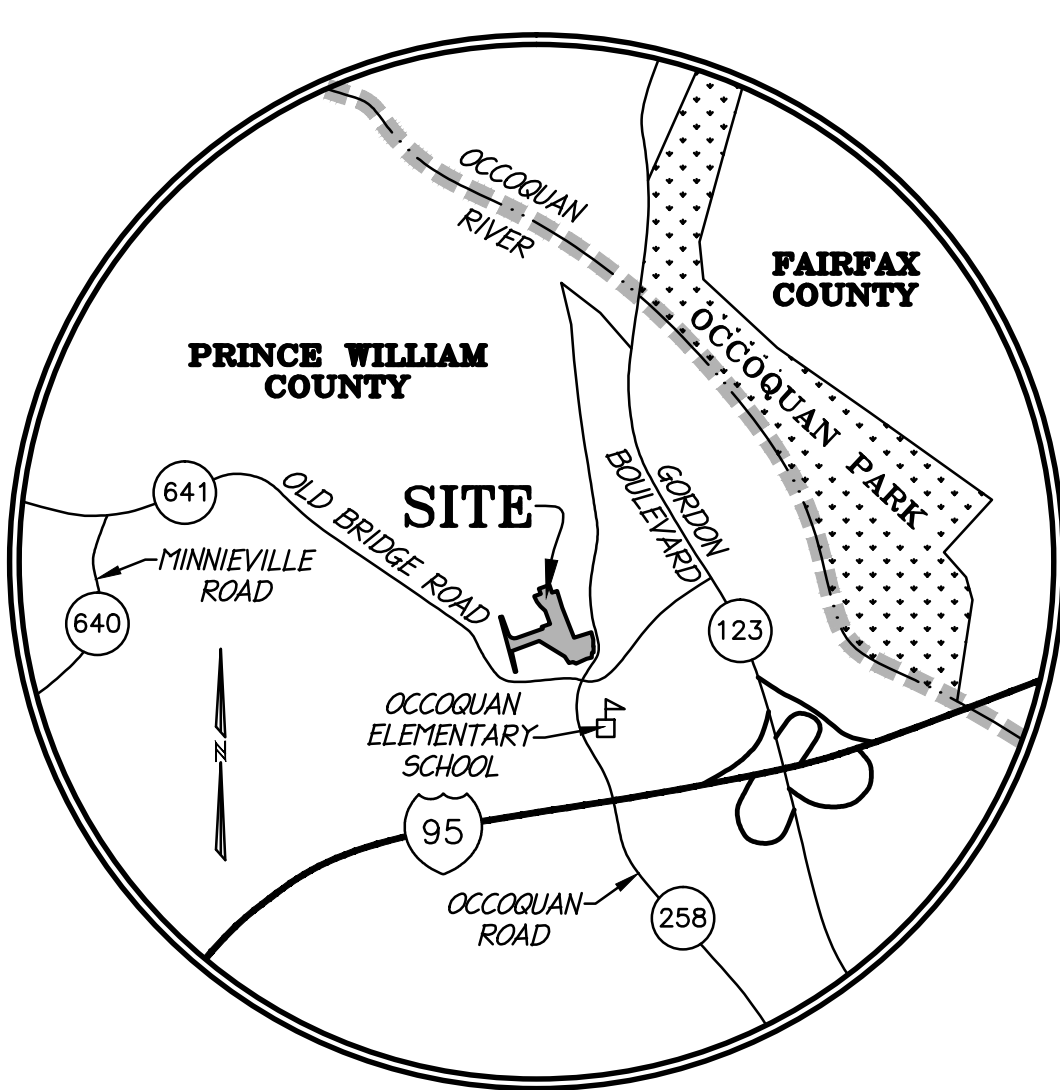 OCCOQUAN
RIVER
FAIRFAX
COUNTY
OCCOQUAN PARK
PRINCE WILLIAM
COUNTY
GORDON
BOULEVARD
641
OLD BRIDGE ROAD
SITE
MINNIEVILLE
ROAD
640
123
N
OCCOQUAN
ELEMENTARY
SCHOOL
95
OCCOQUAN
ROAD
258